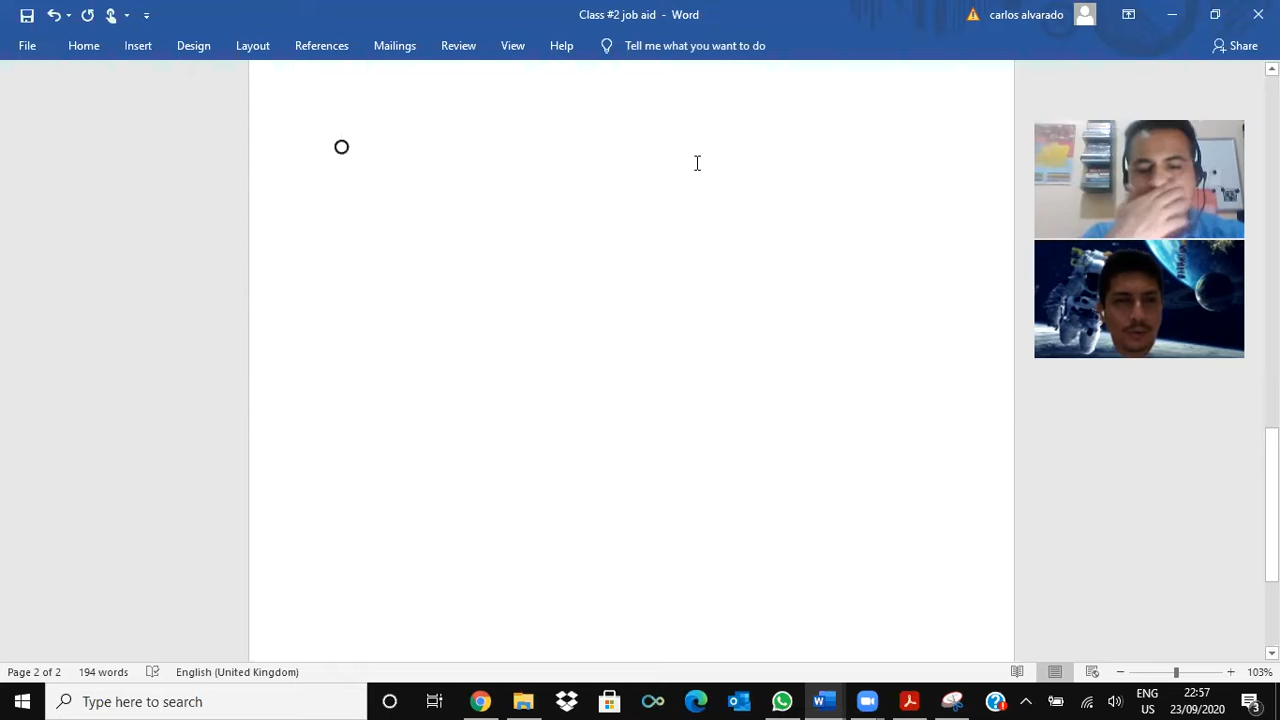 Class #2 job aid - Word
carlos alvarado
File Home Insert Design Layout References Mailings Review View Help Tell me what you want to do Share
Page 2 of 2 194 words English (United Kingdom) 103%
Type here to search
ENG 22:57
US 23/09/2020 3